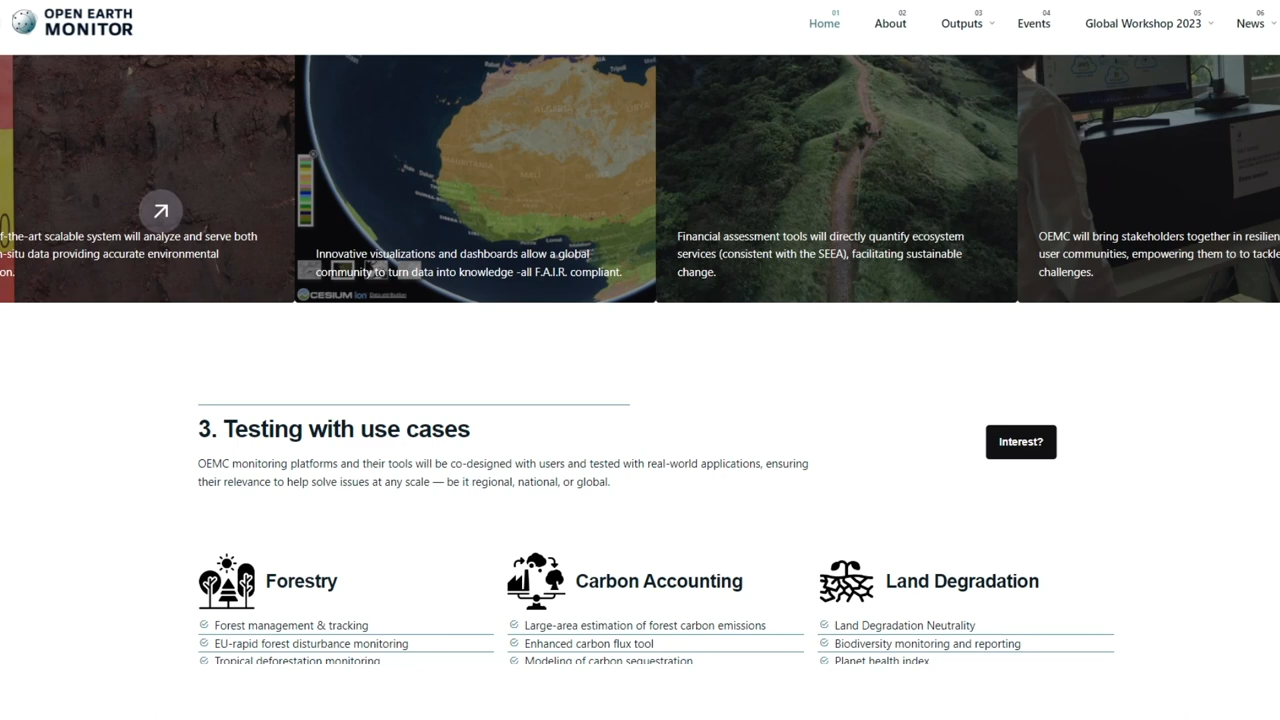 OPEN EARTH
MONITOR
01
Home
02
About
03
Outputs
04
Events
05
Global Workshop 2023
06
News
f-the-art scalable system will analyze and serve both
n-situ data providing accurate environmental
on.
Innovative visualizations and dashboards allow a global
community to turn data into knowledge -all F.A.I.R. compliant.
CESIUM ion Data attribution
Financial assessment tools will directly quantify ecosystem
services (consistent with the SEEA), facilitating sustainable
change.
OEMC will bring stakeholders together in resilien
user communities, empowering them to to tackle
challenges.
3. Testing with use cases
Interest?
OEMC monitoring platforms and their tools will be co-designed with users and tested with real-world applications, ensuring
their relevance to help solve issues at any scale — be it regional, national, or global.
Forestry
Forest management & tracking
EU-rapid forest disturbance monitoring
Tropical deforestation monitoring
Carbon Accounting
Large-area estimation of forest carbon emissions
Enhanced carbon flux tool
Modeling of carbon sequestration
Land Degradation
Land Degradation Neutrality
Biodiversity monitoring and reporting
Planet health index